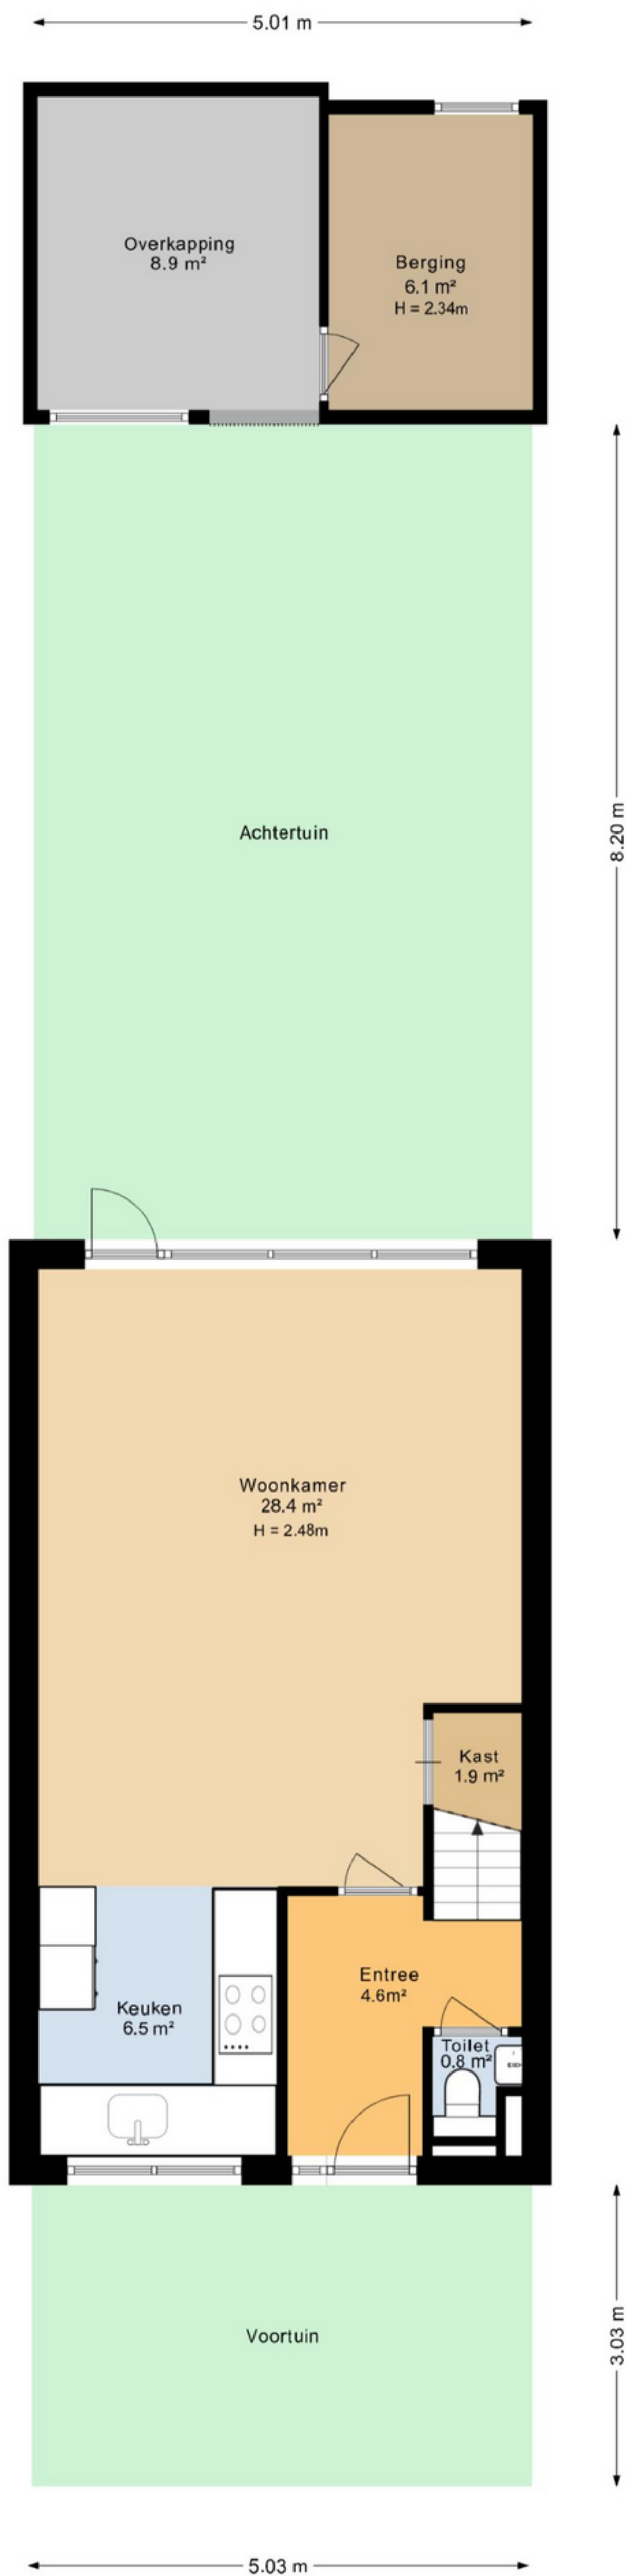 5.01 m
Overkapping
8.9 m²
Berging
6.1 m²
H = 2.34m
8.20 m
Achtertuin
Woonkamer
28.4 m²
H = 2.48m
Kast
1.9 m²
Entree
4.6m²
Keuken
6.5 m²
Toilet
0.8 m²
Voortuin
3.03 m
5.03 m